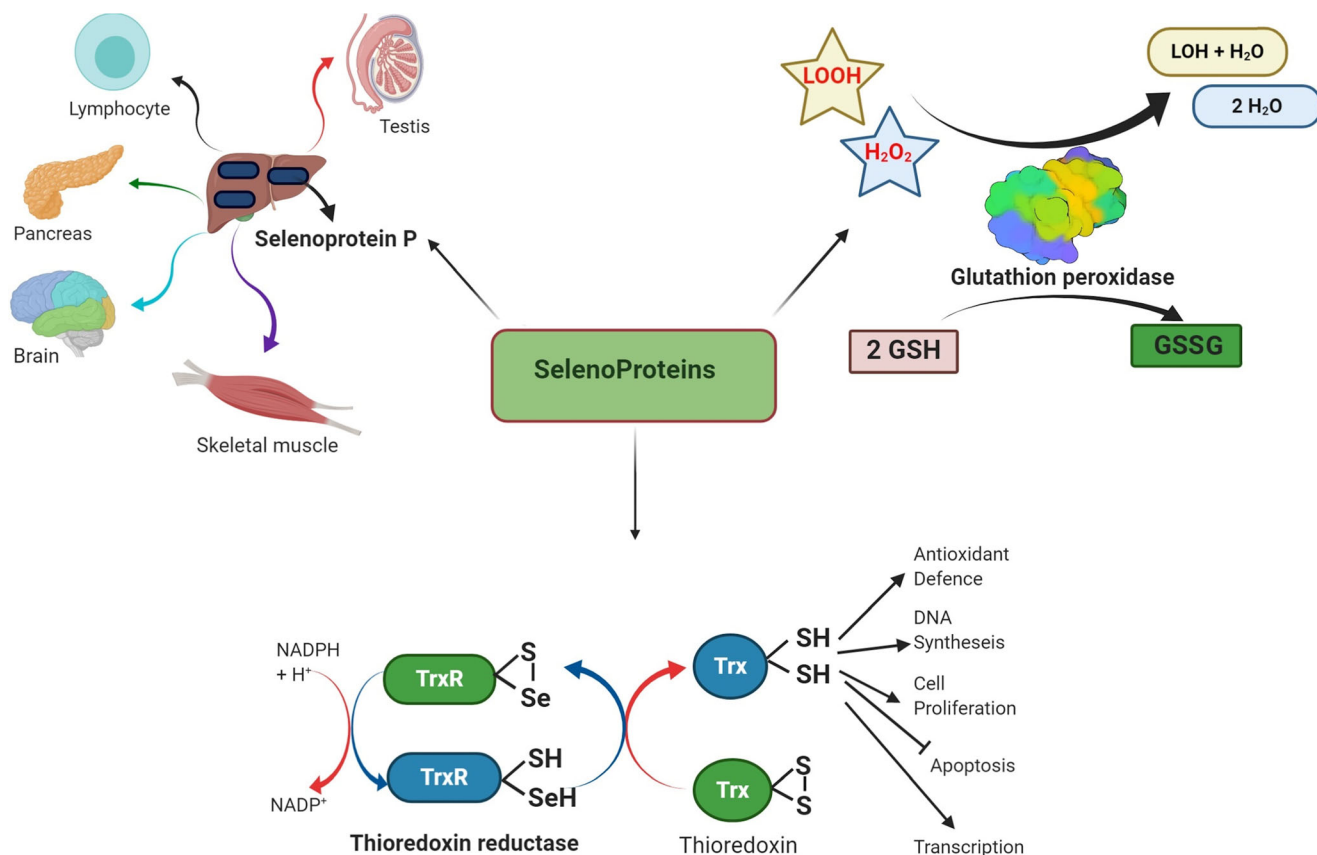 Lymphocyte
Testis
Pancreas
Selenoprotein P
Brain
Skeletal muscle
LOOH
H₂O₂
LOH + H₂O
2 H₂O
Glutathion peroxidase
2 GSH
GSSG
SelenoProteins
NADPH
+ H⁺
NADP⁺
TrxR
S
Se
TrxR
SH
SeH
Thioredoxin reductase
Trx
SH
SH
Trx
S
S
Thioredoxin
Antioxidant
Defence
DNA
Syntheseis
Cell
Proliferation
Apoptosis
Transcription